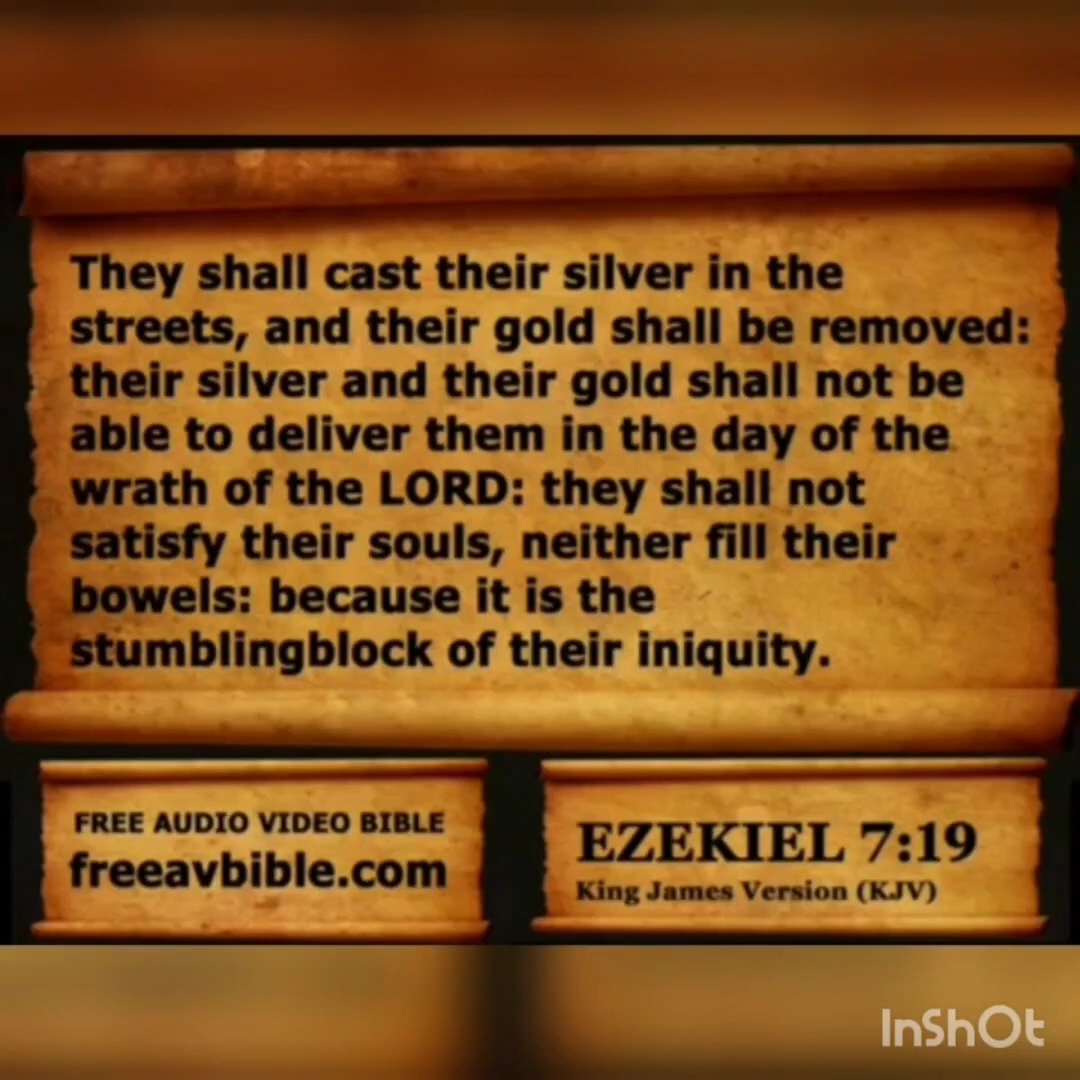 They shall cast their silver in the
streets, and their gold shall be removed:
their silver and their gold shall not be
able to deliver them in the day of the
wrath of the LORD: they shall not
satisfy their souls, neither fill their
bowels: because it is the
stumblingblock of their iniquity.
FREE AUDIO VIDEO BIBLE
freeavbible.com
EZEKIEL 7:19
King James Version (KJV)
InShOt